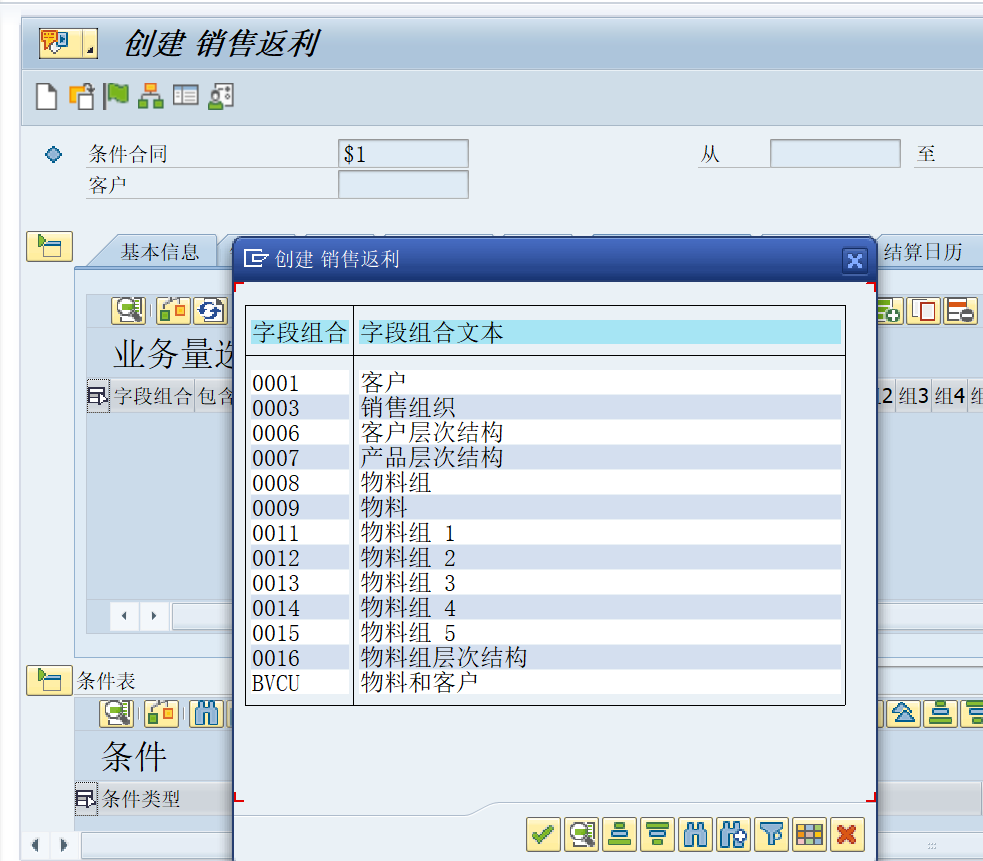 创建 销售返利
条件合同 $1 从 至
客户
基本信息 结算日历
创建 销售返利
业务量
字段组合 包含 组3 组4
字段组合 字段组合文本
0001 客户
0003 销售组织
0006 客户层次结构
0007 产品层次结构
0008 物料组
0009 物料
0011 物料组 1
0012 物料组 2
0013 物料组 3
0014 物料组 4
0015 物料组 5
0016 物料组层次结构
BVCU 物料和客户
条件表
条件
条件类型